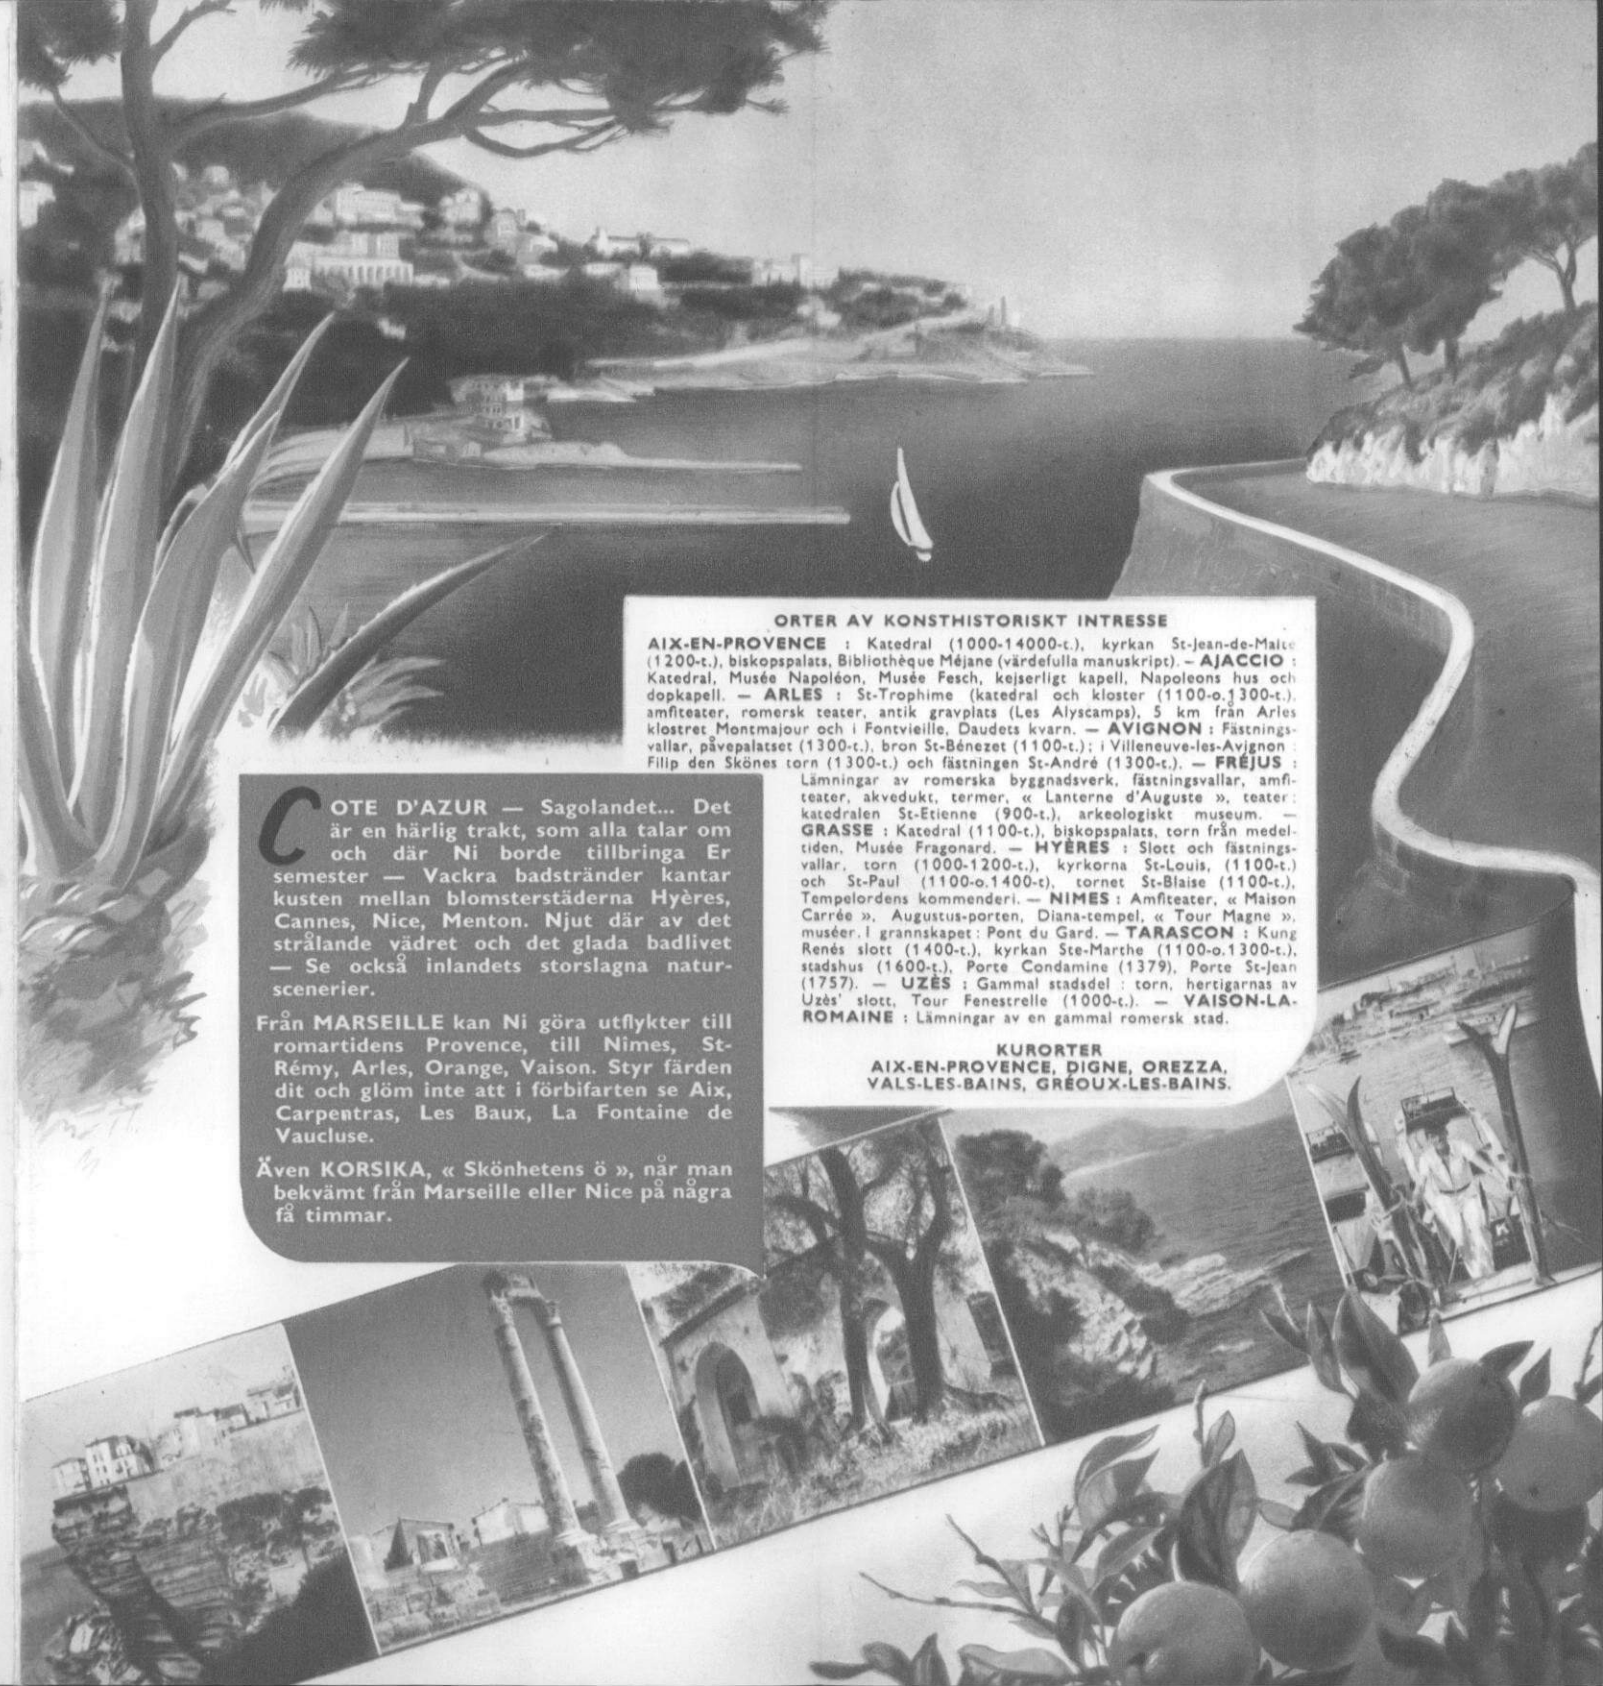 ORTER AV KONSTHISTORISKT INTRESSE
AIX-EN-PROVENCE : Katedral (1000-14000-t.), kyrkan St-Jean-de-Malte
(1200-t.), biskopspalats, Bibliothèque Méjane (värdefulla manuskript). – AJACCIO :
Katedral, Musée Napoléon, Musée Fesch, kejserligt kapell, Napoleons hus och
dopkapell. — ARLES : St-Trophime (katedral och kloster (1100-o.1300-t.),
amfiteater, romersk teater, antik gravplats (Les Alyscamps), 5 km från Arles
klostret Montmajour och i Fontvieille, Daudets kvarn. — AVIGNON : Fästnings-
vallar, påvepalatset (1300-t.), bron St-Bénezet (1100-t.); i Villeneuve-les-Avignon :
Filip den Skönes torn (1300-t.) och fästningen St-André (1300-t.). — FRÉJUS :
Lämningar av romerska byggnadsverk, fästningsvallar, amfi-
teater, akvedukt, termer, « Lanterne d'Auguste », teater;
katedralen St-Etienne (900-t.), arkeologiskt museum. —
GRASSE : Katedral (1100-t.), biskopspalats, torn från medel-
tiden, Musée Fragonard. — HYÈRES : Slott och fästnings-
vallar, torn (1000-1200-t.), kyrkorna St-Louis, (1100-t.)
och St-Paul (1100-o.1400-t), tornet St-Blaise (1100-t.),
Tempelordens kommenderi. — NIMES : Amfiteater, « Maison
Carrée », Augustus-porten, Diana-tempel, « Tour Magne »,
muséer. I grannskapet : Pont du Gard. — TARASCON : Kung
Renés slott (1400-t.), kyrkan Ste-Marthe (1100-o.1300-t.),
stadshus (1600-t.), Porte Condamine (1379), Porte St-Jean
(1757). — UZÈS : Gammal stadsdel : torn, hertigarnas av
Uzès' slott, Tour Fenestrelle (1000-t.). — VAISON-LA-
ROMAINE : Lämningar av en gammal romersk stad.
KURORTER
AIX-EN-PROVENCE, DIGNE, OREZZA,
VALS-LES-BAINS, GRÉOUX-LES-BAINS.
COTE D'AZUR — Sagolandet... Det
är en härlig trakt, som alla talar om
och där Ni borde tillbringa Er
semester — Vackra badstränder kantar
kusten mellan blomsterstäderna Hyères,
Cannes, Nice, Menton. Njut där av det
strålande vädret och det glada badlivet
— Se också inlandets storslagna natur-
scenerier.
Från MARSEILLE kan Ni göra utflykter till
romartidens Provence, till Nîmes, St-
Rémy, Arles, Orange, Vaison. Styr färden
dit och glöm inte att i förbifarten se Aix,
Carpentras, Les Baux, La Fontaine de
Vaucluse.
Även KORSIKA, « Skönhetens ö », når man
bekvämt från Marseille eller Nice på några
få timmar.